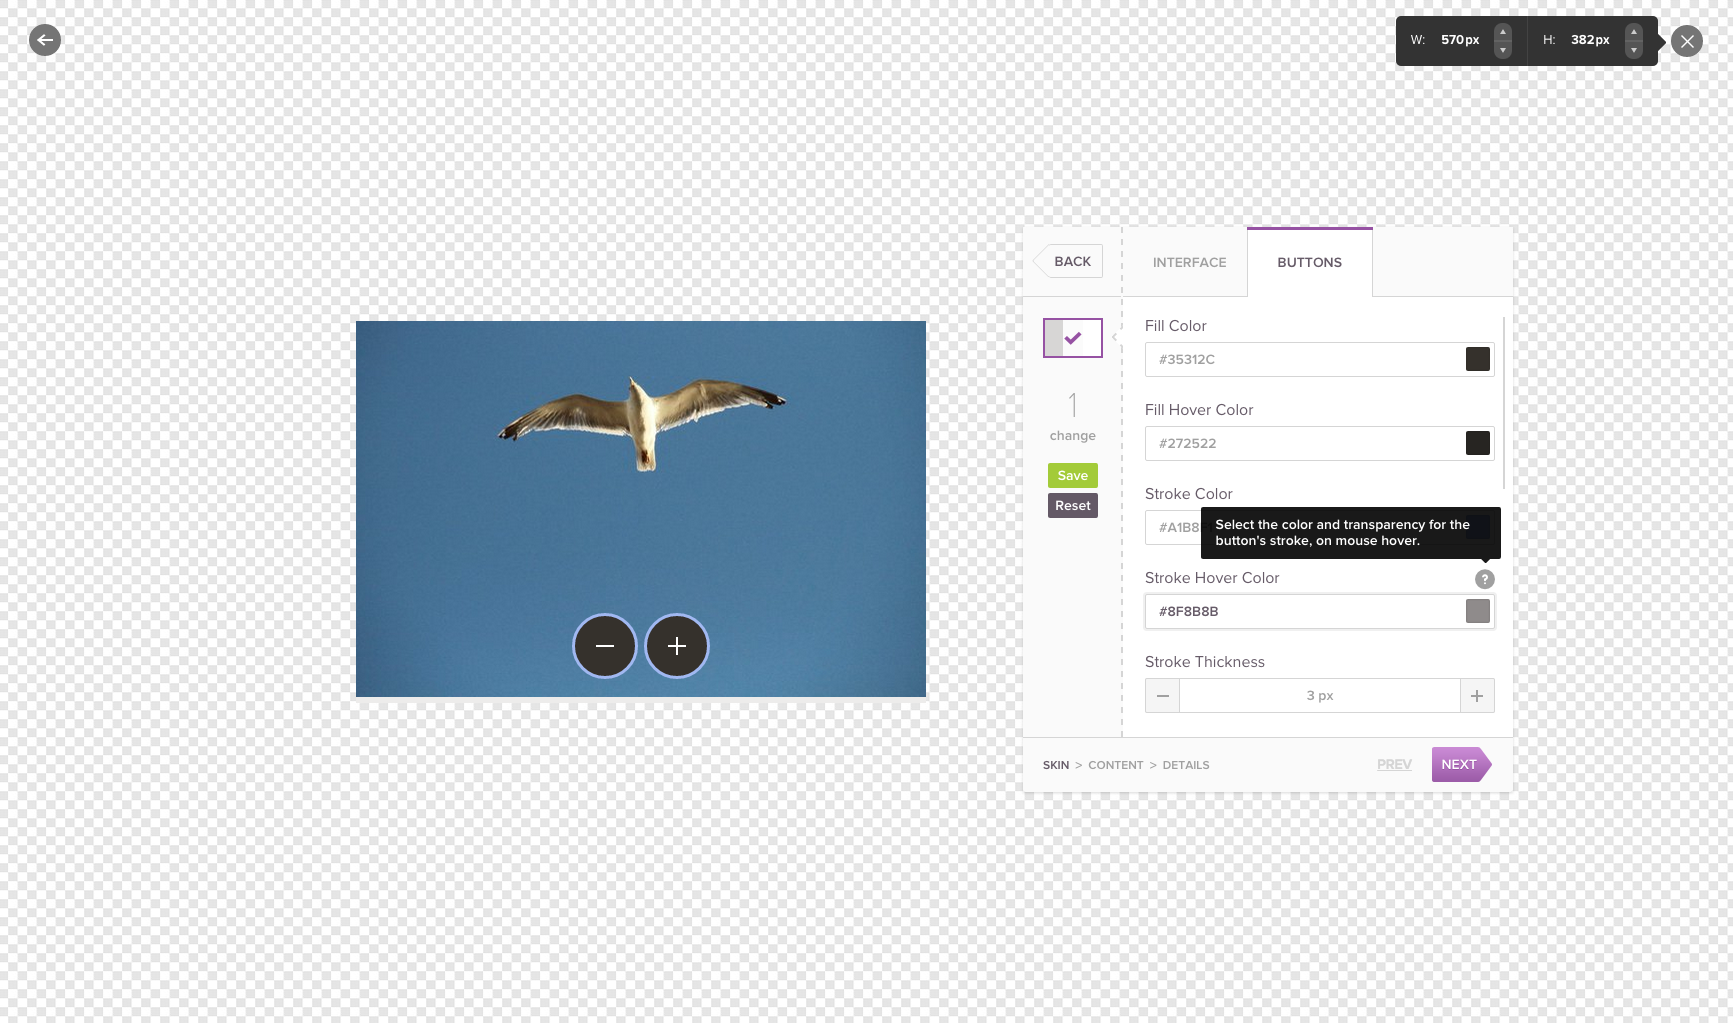 W: 570px H: 382px
BACK
INTERFACE
BUTTONS
Fill Color
#35312C
1
change
Save
Reset
Fill Hover Color
#272522
Stroke Color
#A1B8
Select the color and transparency for the
button's stroke, on mouse hover.
Stroke Hover Color
?
#8F8B8B
Stroke Thickness
3 px
SKIN > CONTENT > DETAILS
PREV
NEXT